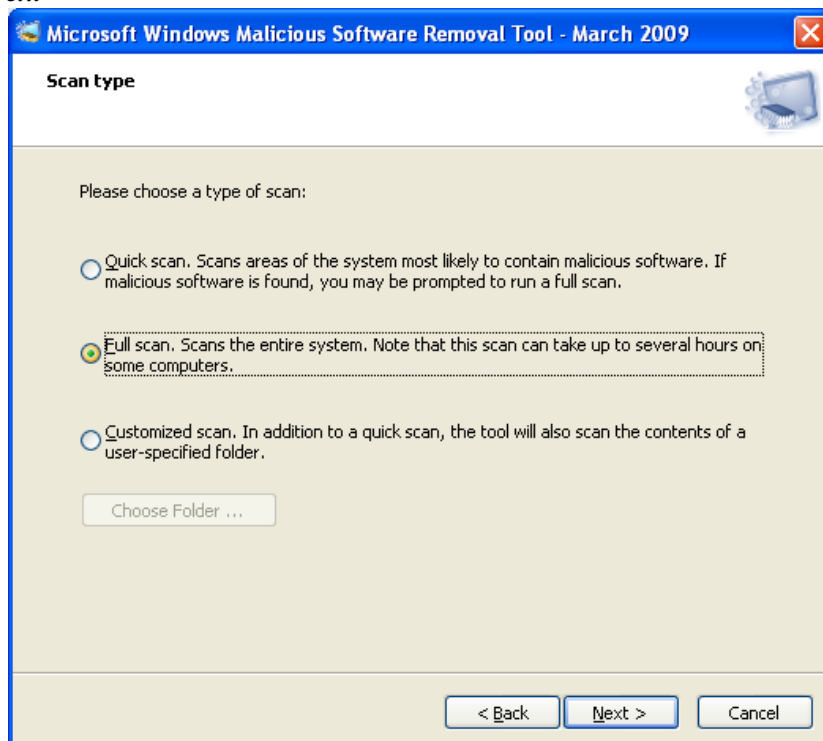 Microsoft Windows Malicious Software Removal Tool - March 2009
Scan type
Please choose a type of scan:
Quick scan. Scans areas of the system most likely to contain malicious software. If
malicious software is found, you may be prompted to run a full scan.
Full scan. Scans the entire system. Note that this scan can take up to several hours on
some computers.
Customized scan. In addition to a quick scan, the tool will also scan the contents of a
user-specified folder.
Choose Folder ...
< Back Next > Cancel